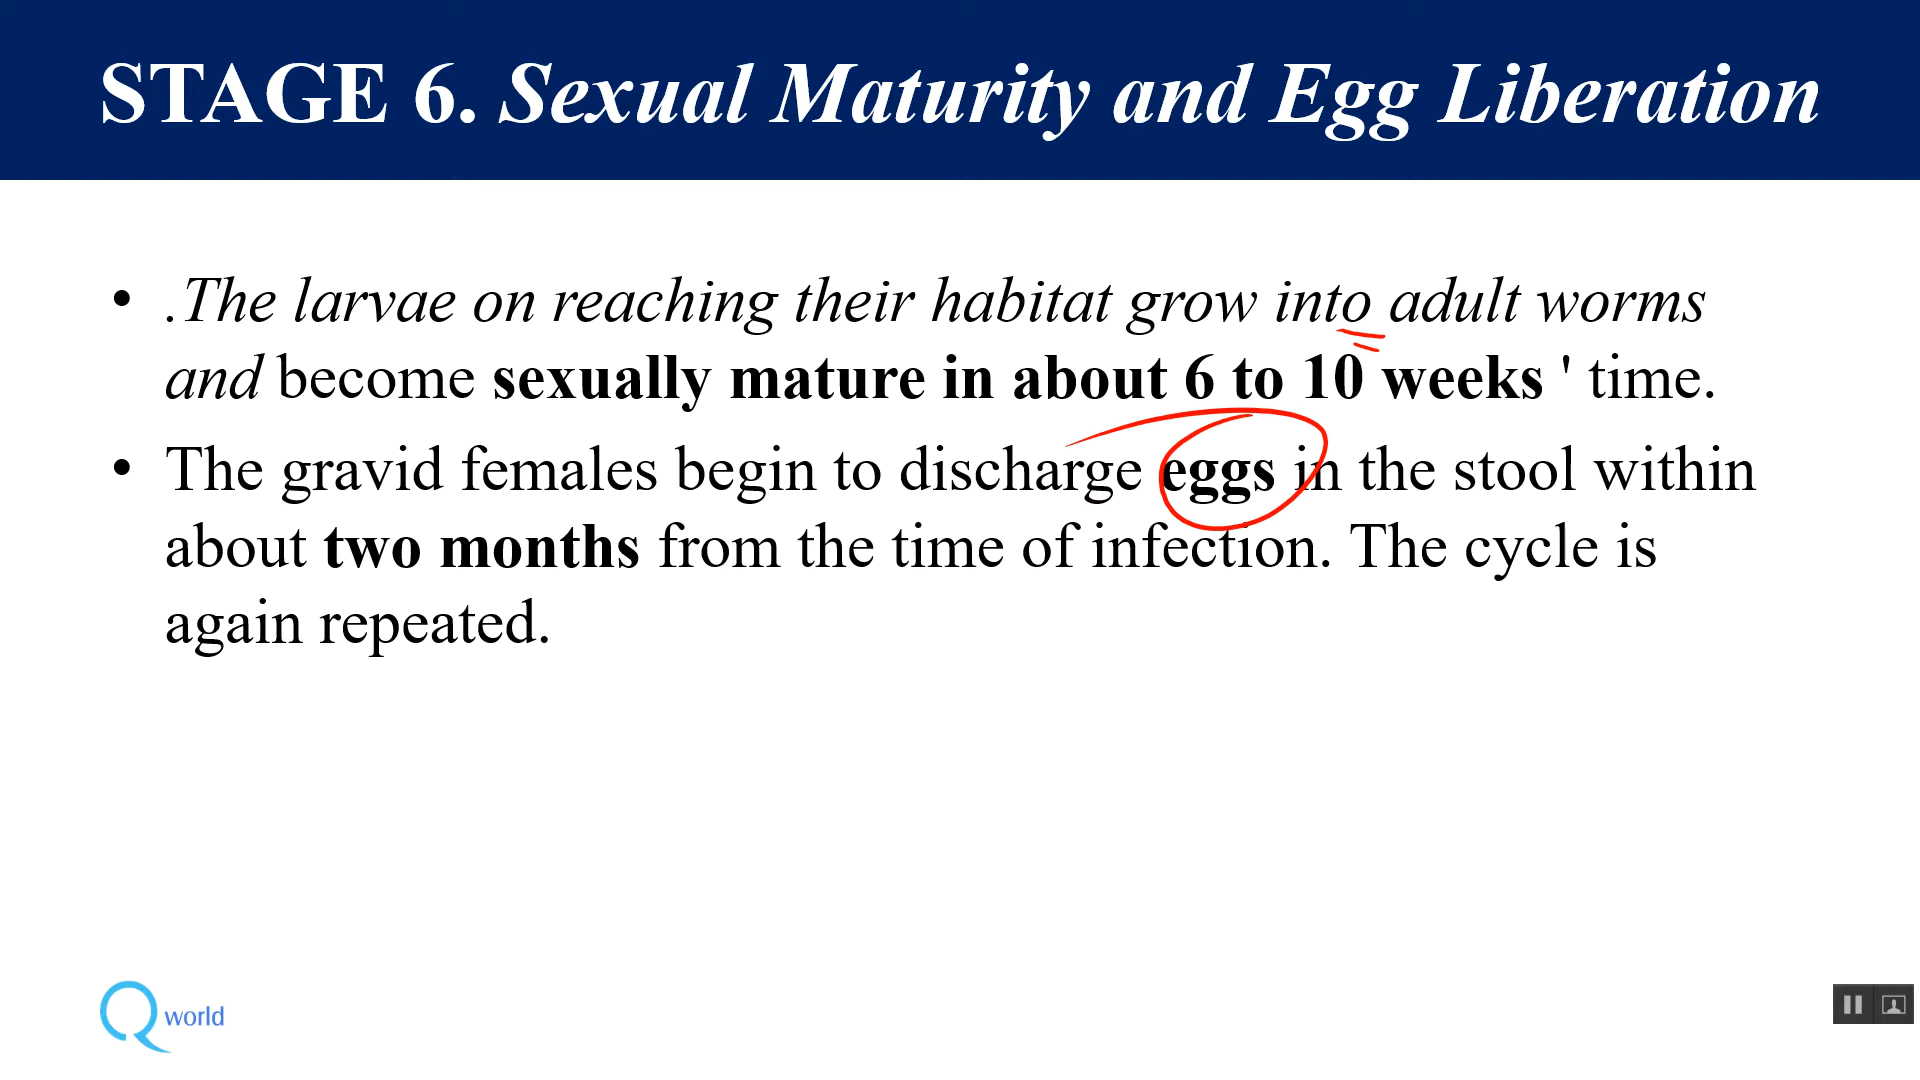 STAGE 6. Sexual Maturity and Egg Liberation
• .The larvae on reaching their habitat grow into adult worms
and become sexually mature in about 6 to 10 weeks ' time.
• The gravid females begin to discharge eggs in the stool within
about two months from the time of infection. The cycle is
again repeated.
Q world